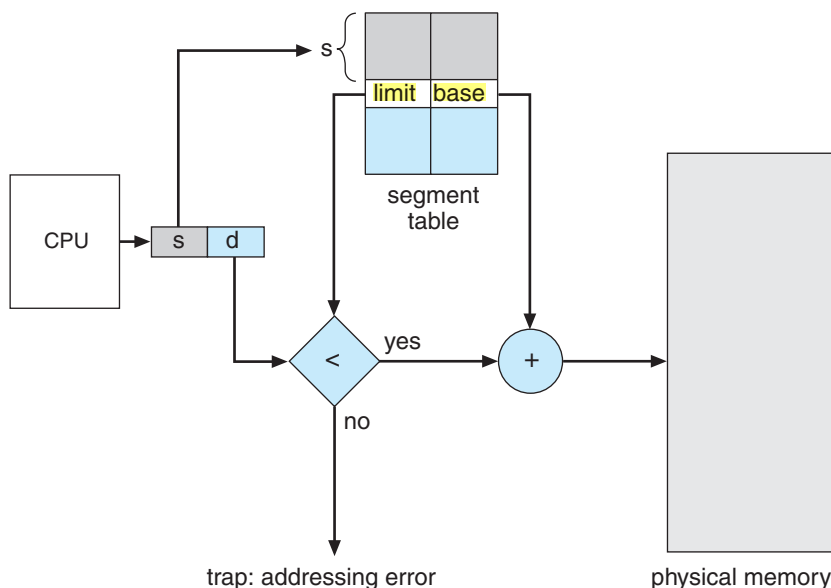 s
limit base
segment
table
CPU
s d
<
yes
+
no
trap: addressing error
physical memory